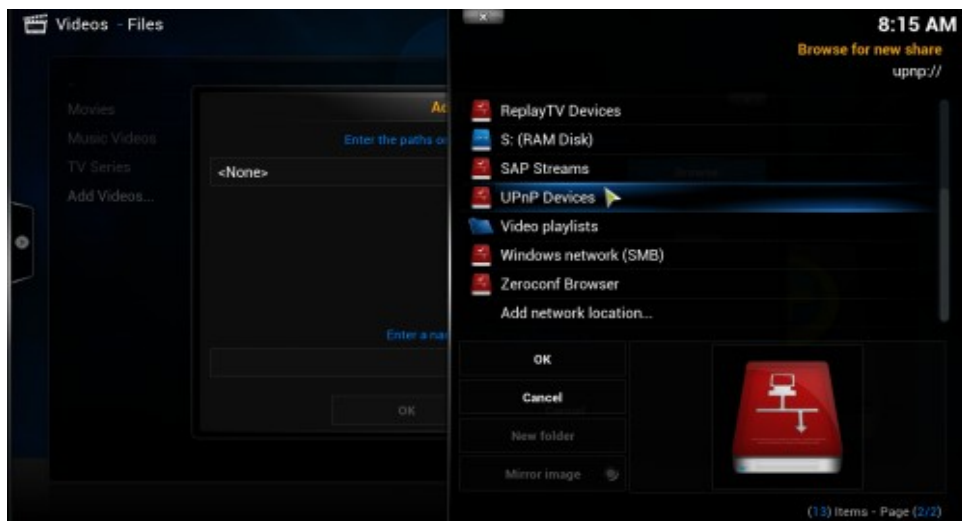 Videos - Files
8:15 AM
Browse for new share
upnp://
Movies
Music Videos
TV Series
Add Videos...
Enter the paths
<None>
Enter a
OK
ReplayTV Devices
S: (RAM Disk)
SAP Streams
UPnP Devices
Video playlists
Windows network (SMB)
Zeroconf Browser
Add network location...
OK
Cancel
New folder
Mirror image
(13) Items - Page (2/2)